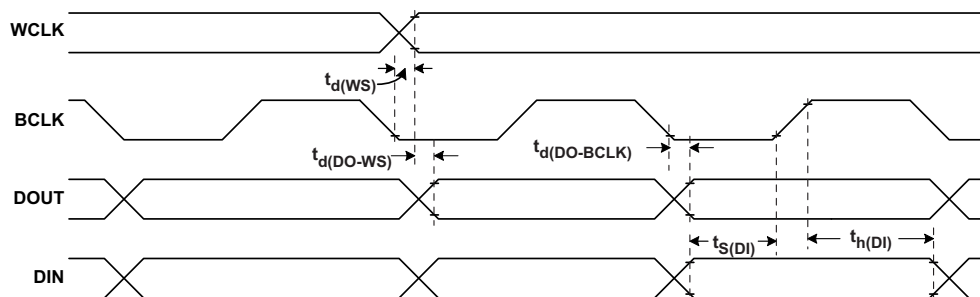 WCLK
td(WS)
BCLK
td(DO-WS)
td(DO-BCLK)
DOUT
tS(DI)
th(DI)
DIN